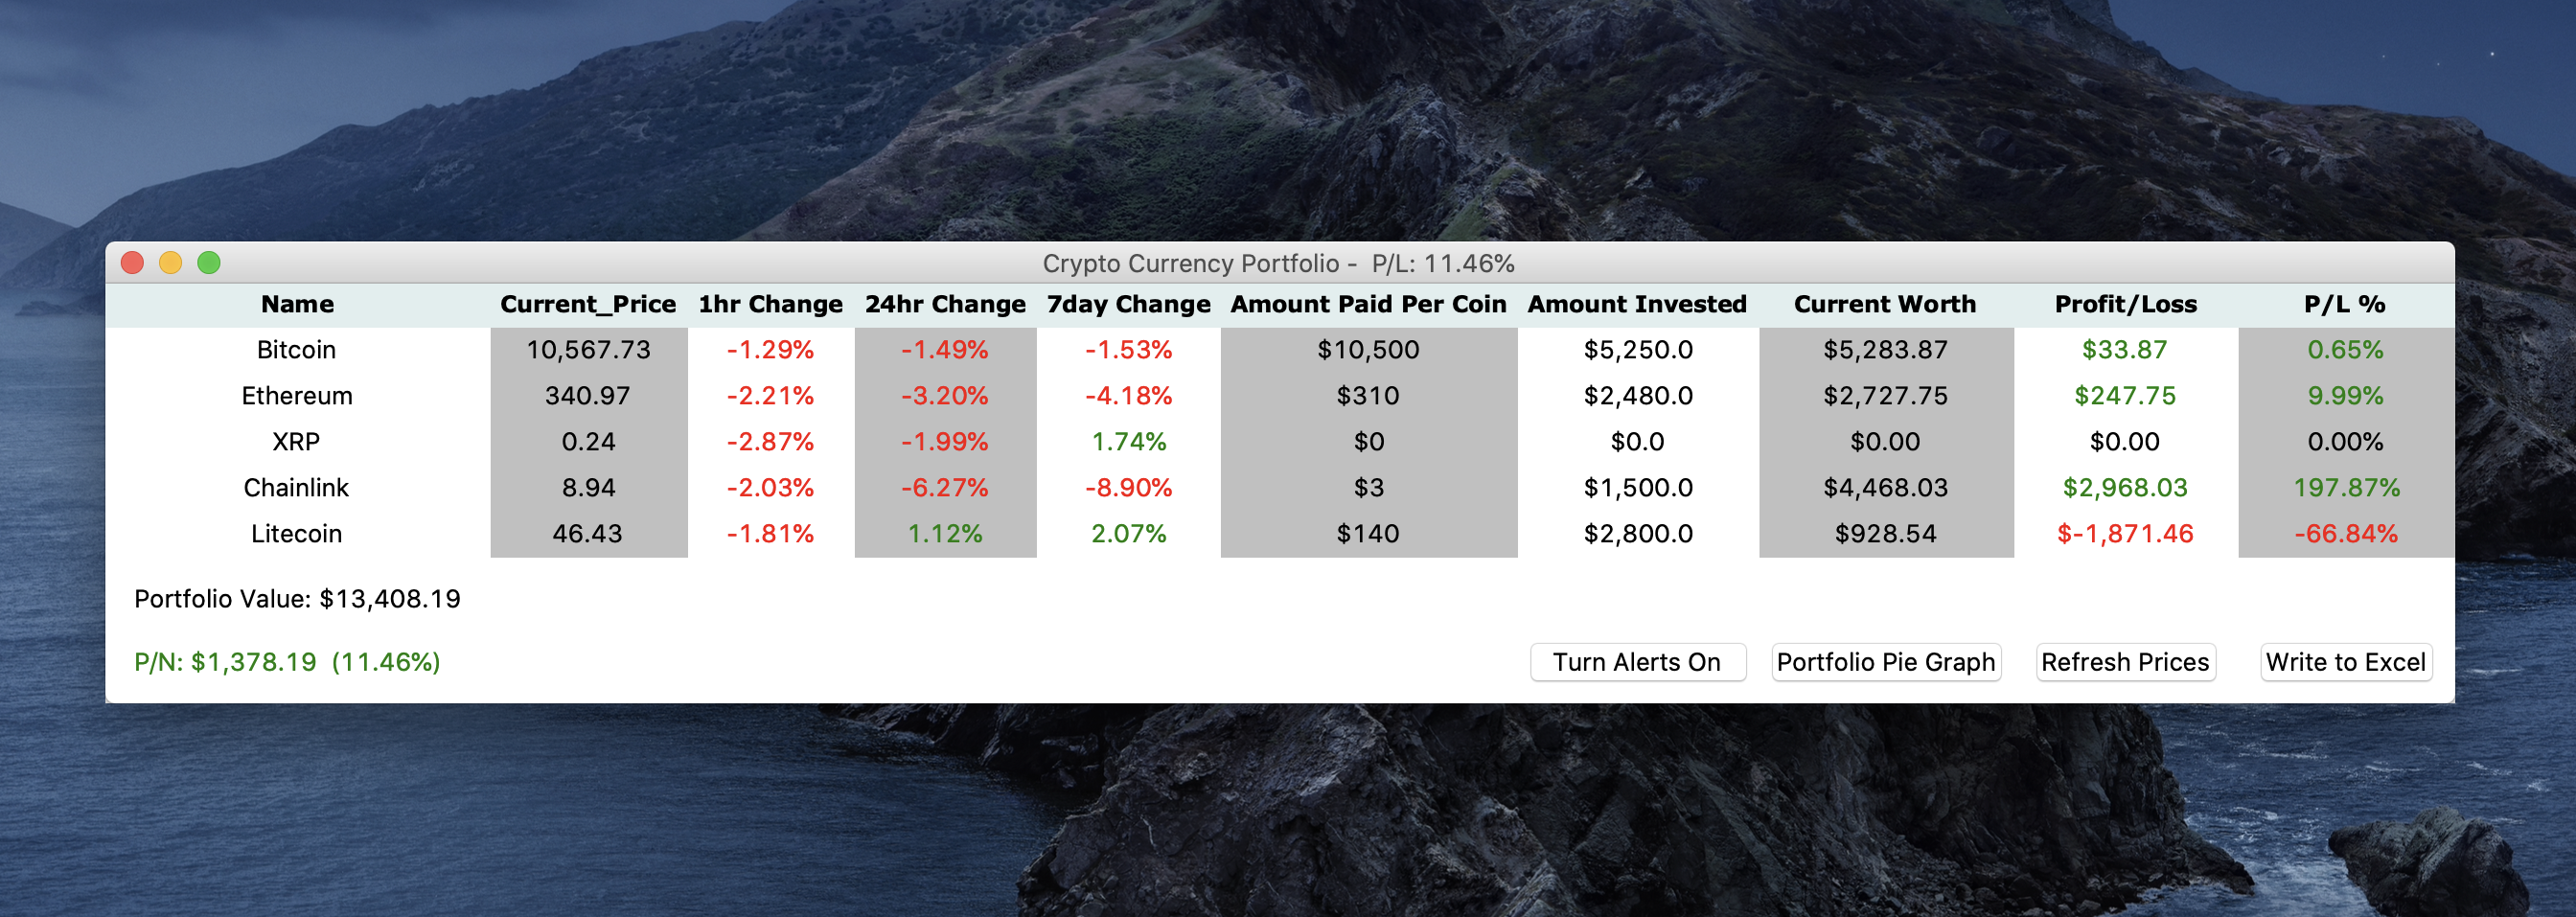 Crypto Currency Portfolio -  P/L: 11.46%
Name Current_Price 1hr Change 24hr Change 7day Change Amount Paid Per Coin Amount Invested Current Worth Profit/Loss P/L %
Bitcoin 10,567.73 -1.29% -1.49% -1.53% $10,500 $5,250.0 $5,283.87 $33.87 0.65%
Ethereum 340.97 -2.21% -3.20% -4.18% $310 $2,480.0 $2,727.75 $247.75 9.99%
XRP 0.24 -2.87% -1.99% 1.74% $0 $0.0 $0.00 $0.00 0.00%
Chainlink 8.94 -2.03% -6.27% -8.90% $3 $1,500.0 $4,468.03 $2,968.03 197.87%
Litecoin 46.43 -1.81% 1.12% 2.07% $140 $2,800.0 $928.54 $-1,871.46 -66.84%
Portfolio Value: $13,408.19
P/N: $1,378.19  (11.46%) Turn Alerts On Portfolio Pie Graph Refresh Prices Write to Excel